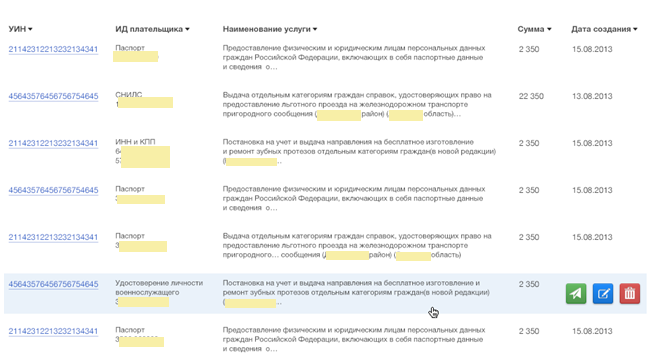 УИН ИД плательщика Наименование услуги Сумма Дата создания
21142312213232134341 Паспорт Предоставление физическим и юридическим лицам персональных данных 2 350 15.08.2013
граждан Российской Федерации, включающих в себя паспортные данные
и сведения о…
45643576456756754645 СНИЛС Выдача отдельным категориям граждан справок, удостоверяющих право на 22 350 13.08.2013
1 предоставление льготного проезда на железнодорожном транспорте
пригородного сообщения ( район) ( область)…
21142312213232134341 ИНН и КПП Постановка на учет и выдача направления на бесплатное изготовление 2 350 15.08.2013
и ремонт зубных протезов отдельным категориям граждан(в новой редакции)
5 ( …
45643576456756754645 Паспорт Предоставление физическим и юридическим лицам персональных данных 2 350 15.08.2013
3 граждан Российской Федерации, включающих в себя паспортные данные
и сведения о…
21142312213232134341 Паспорт Выдача отдельным категориям граждан справок, удостоверяющих право на 2 350 15.08.2013
3 предоставление льготного проезда на железнодорожном транспорте
пригородного… сообщения ( район) ( область)
45643576456756754645 Удостоверение личности Постановка на учет и выдача направления на бесплатное изготовление и 2 350
военнослужащего ремонт зубных протезов отдельным категориям граждан(в новой редакции)
3 ( …
21142312213232134341 Паспорт Предоставление физическим и юридическим лицам персональных данных 2 350 15.08.2013
3 граждан Российской Федерации, включающих в себя паспортные данные
и сведения о…